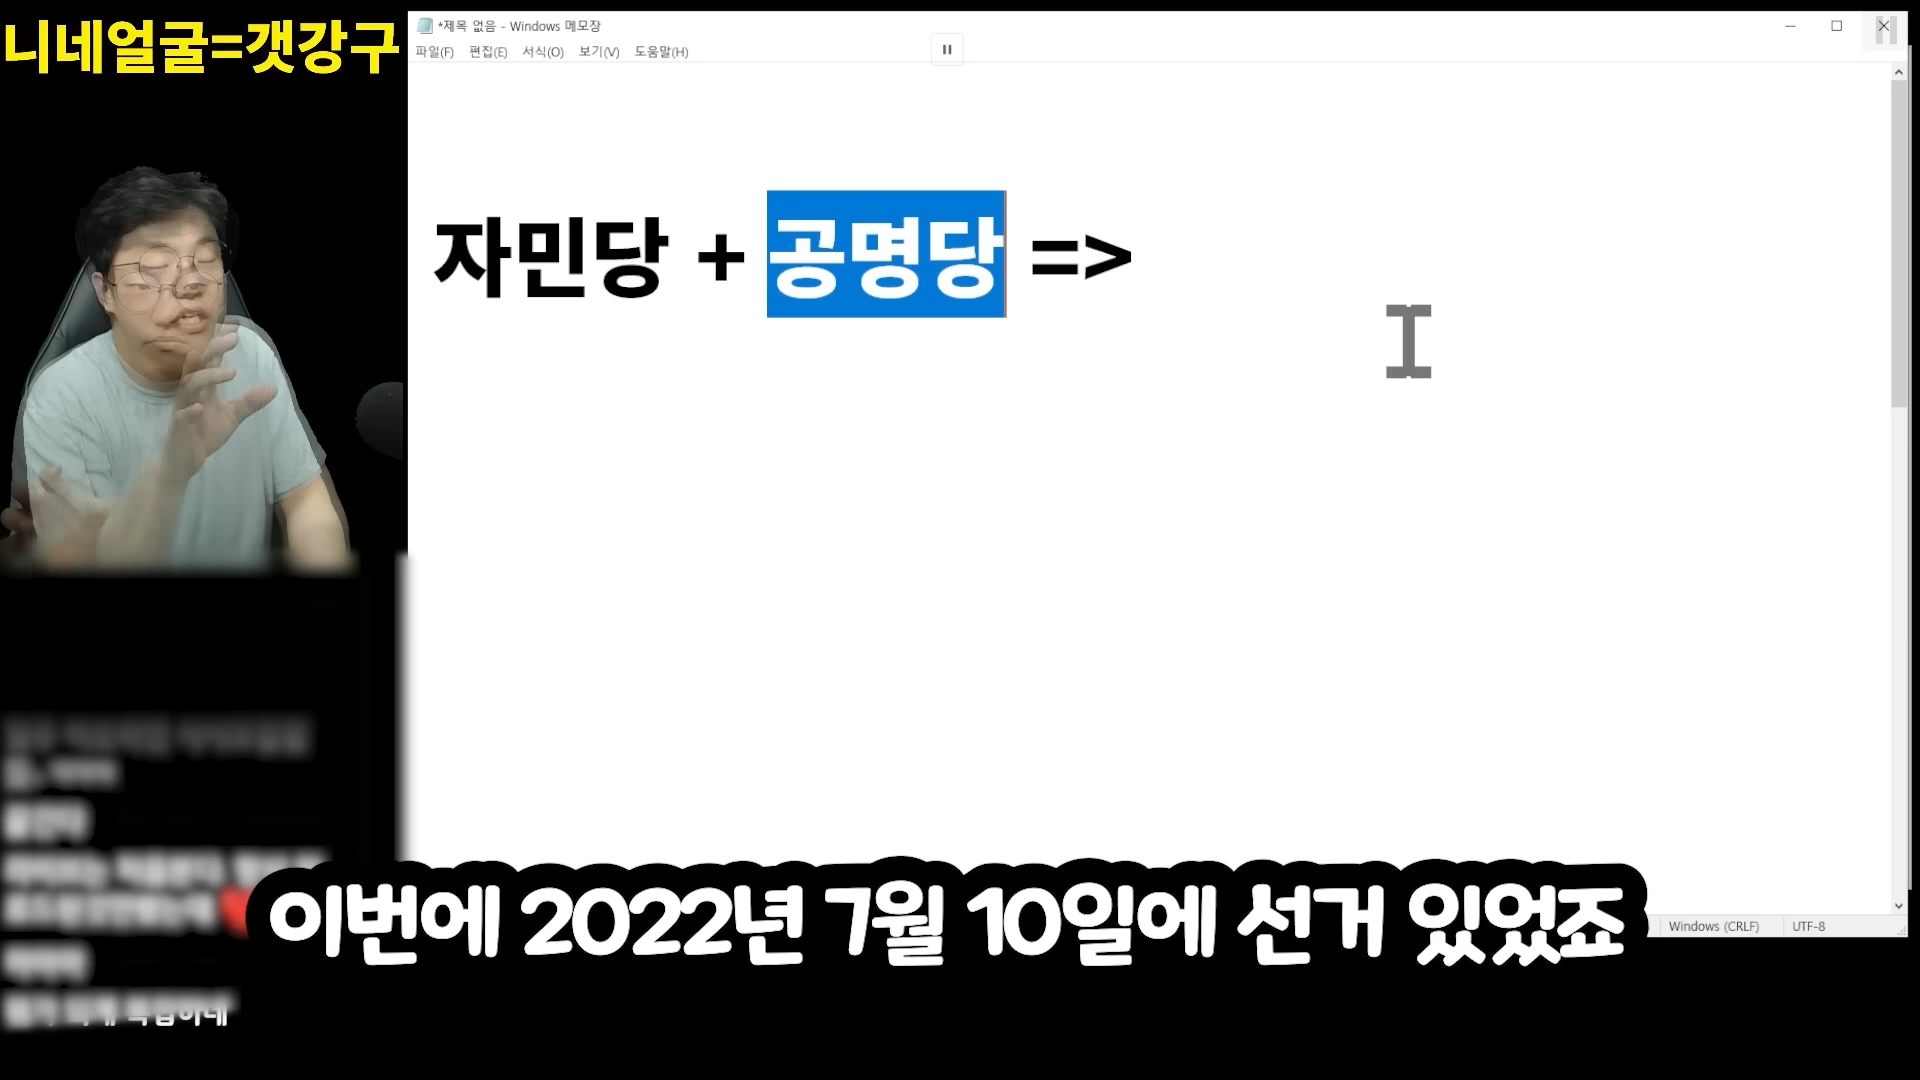 니네얼굴=갯강구
*제목 없음 - Windows 메모장
파일(F) 편집(E) 서식(O) 보기(V) 도움말(H)
자민당 + 공명당 =>
이번에 2022년 7월 10일에 선거 있었죠
Windows (CRLF) UTF-8